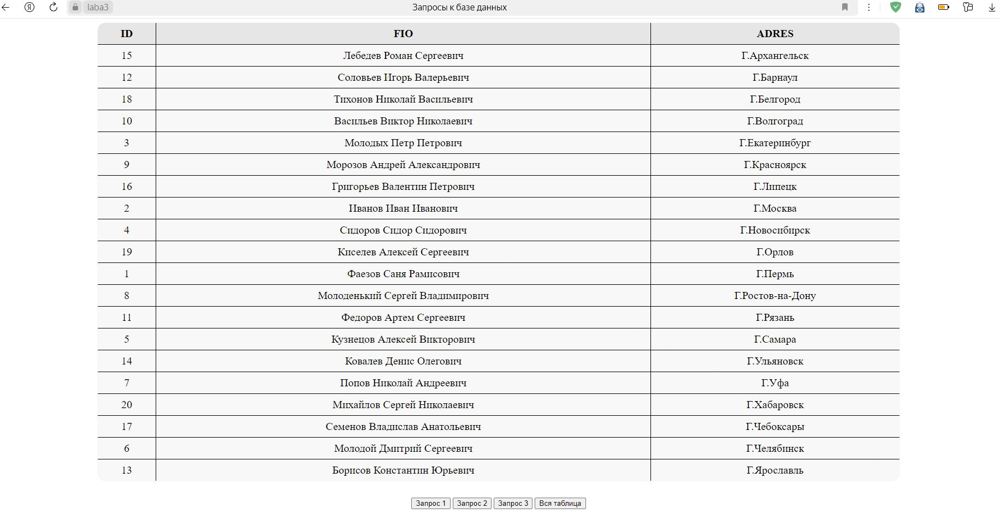 Я laba3 Запросы к базе данных
ID FIO ADRES
15 Лебедев Роман Сергеевич Г.Архангельск
12 Соловьев Игорь Валерьевич Г.Барнаул
18 Тихонов Николай Васильевич Г.Белгород
10 Васильев Виктор Николаевич Г.Волгоград
3 Молодых Петр Петрович Г.Екатеринбург
9 Морозов Андрей Александрович Г.Красноярск
16 Григорьев Валентин Петрович Г.Липецк
2 Иванов Иван Иванович Г.Москва
4 Сидоров Сидор Сидорович Г.Новосибирск
19 Киселев Алексей Сергеевич Г.Орлов
1 Фаезов Саня Рамисович Г.Пермь
8 Молоденький Сергей Владимирович Г.Ростов-на-Дону
11 Федоров Артем Сергеевич Г.Рязань
5 Кузнецов Алексей Викторович Г.Самара
14 Ковалев Денис Олегович Г.Ульяновск
7 Попов Николай Андреевич Г.Уфа
20 Михайлов Сергей Николаевич Г.Хабаровск
17 Семенов Владислав Анатольевич Г.Чебоксары
6 Молодой Дмитрий Сергеевич Г.Челябинск
13 Борисов Константин Юрьевич Г.Ярославль
Запрос 1 Запрос 2 Запрос 3 Вся таблица